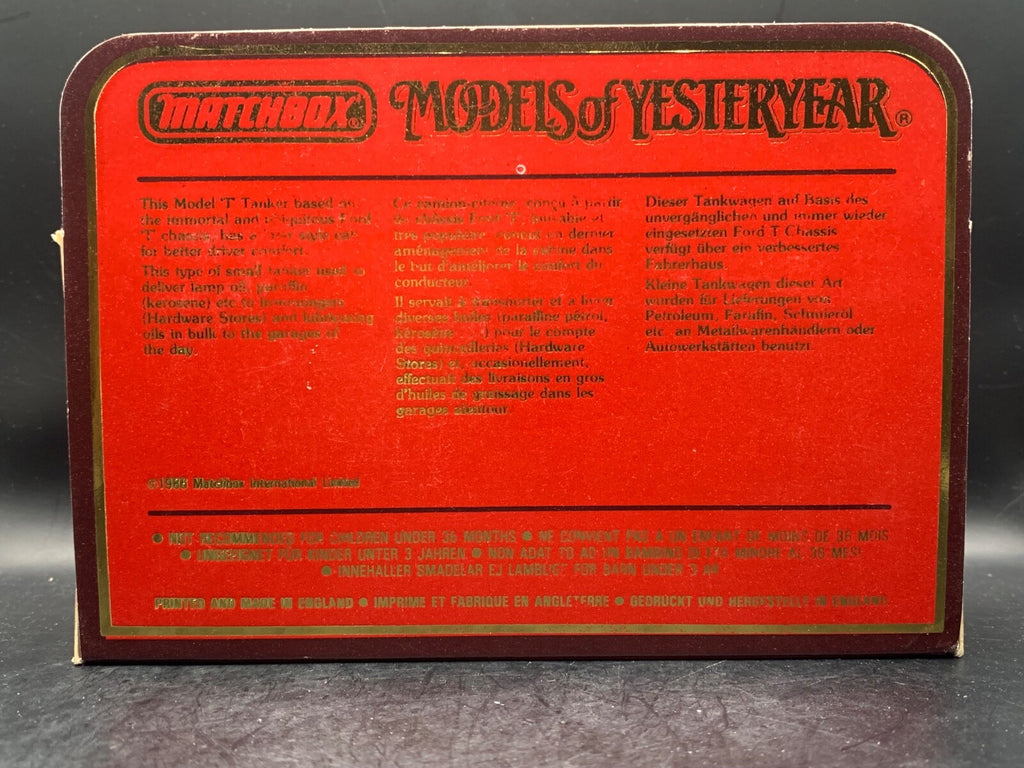 MATCHBOX® MODELS of YESTERYEAR®
This Model 'T' Tanker based on
the immortal and ubiquitous Ford
'T' chassis, has a safe cab
for better driver comfort.
This type of small tanker used to
deliver lamp oil, paraffin
(kerosene) etc to Ironmongers
(Hardware Stores) and lubricating
oils in bulk to the garages of
the day.
Ce camion-citerne, conçu à partir
du châssis Ford 'T', increvable et
très populaire, connut un dernier
aménagement de la cabine dans
le but d'améliorer le confort du
conducteur.
Il servait à transporter et à livrer
diverses huiles (paraffine pétrol,
kérosène . . .) pour le compte
des quincailleries (Hardware
Stores) et, occasionellement,
effectuait des livraisons en gros
d'huiles de graissage dans les
garages
Dieser Tankwagen auf Basis des
unvergänglichen und immer wieder
eingesetzten Ford T Chassis
verfügt über ein verbessertes
Fahrerhaus.
Kleine Tankwagen dieser Art
wurden für Lieferungen von
Petroleum, Parafin, Schmieröl
etc. an Metallwarenhändlern oder
Autowerkstätten benutzt.
© 1986 Matchbox International Limited
● NOT RECOMMENDED FOR CHILDREN UNDER 36 MONTHS ● NE CONVIENT PAS A UN ENFANT DE MOINS DE 36 MOIS
● UNGEEIGNET FUR KINDER UNTER 3 JAHREN ● NON ADATTO AD UN BAMBINO DI ETA MINORE AI 36 MESI
● INNEHALLER SMADELAR EJ LAMPLIGT FOR BARN UNDER 3 AR
PRINTED AND MADE IN ENGLAND ● IMPRIME ET FABRIQUE EN ANGLETERRE ● GEDRÜCKT UND HERGESTELLT IN ENGLAND